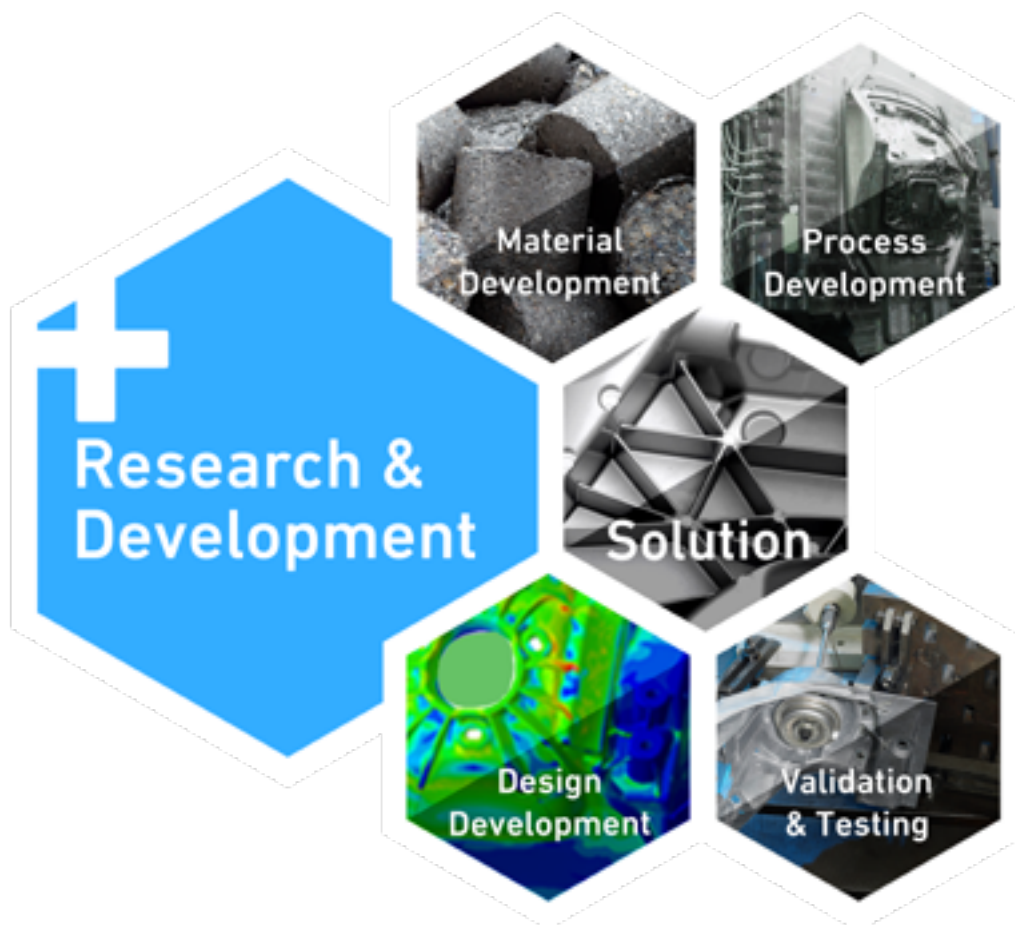 Material
Development
Process
Development
Research &
Development
Solution
Design
Development
Validation
& Testing